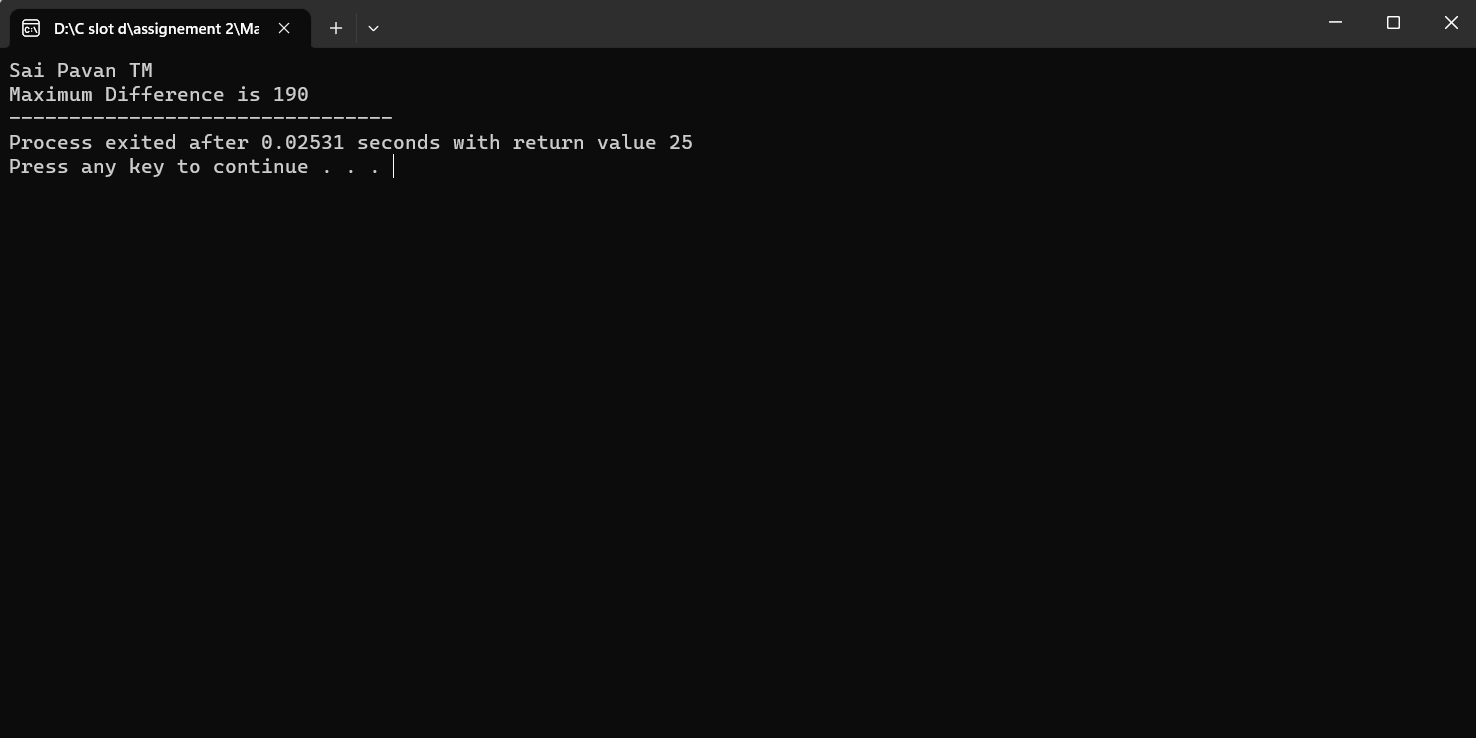 D:\C slot d\assignement 2\Ma
Sai Pavan TM
Maximum Difference is 190
--------------------------------
Process exited after 0.02531 seconds with return value 25
Press any key to continue . . .